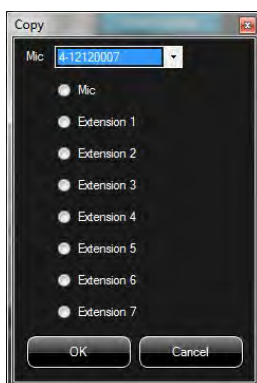 Copy
Mic 4-12120007
Mic
Extension 1
Extension 2
Extension 3
Extension 4
Extension 5
Extension 6
Extension 7
OK Cancel